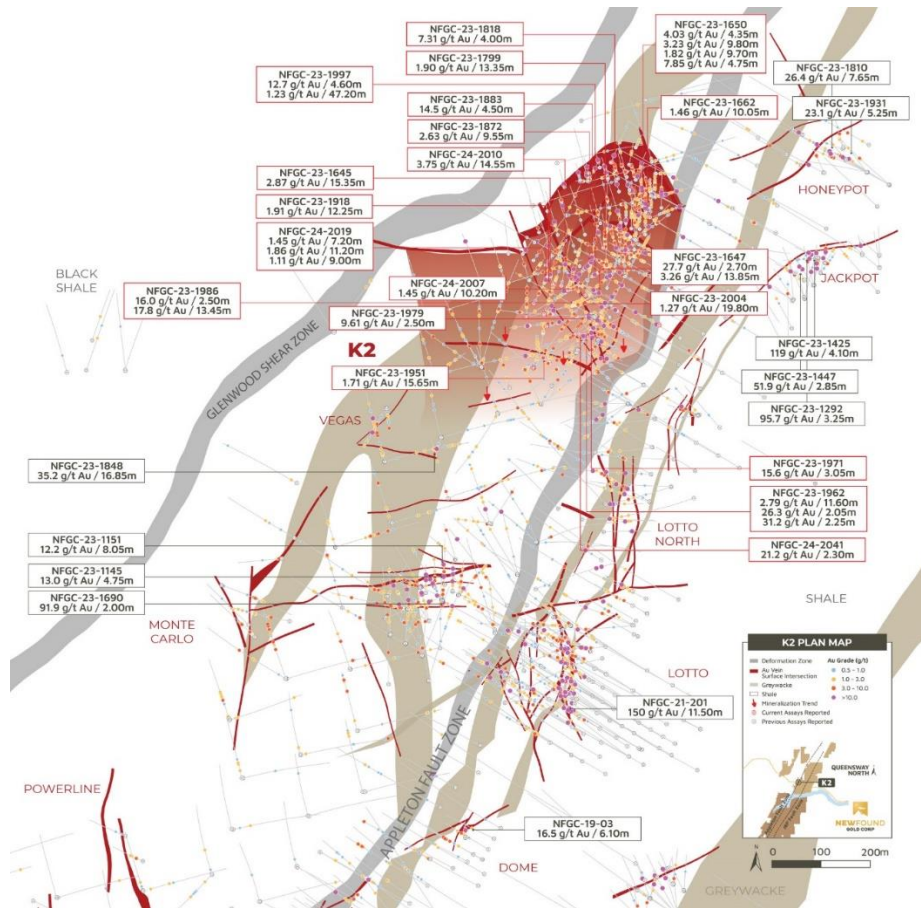 NFGC-23-1818
7.31 g/t Au / 4.00m
NFGC-23-1799
1.90 g/t Au / 13.35m
NFGC-23-1997
12.7 g/t Au / 4.60m
1.23 g/t Au / 47.20m
NFGC-23-1883
14.5 g/t Au / 4.50m
NFGC-23-1872
2.63 g/t Au / 9.55m
NFGC-24-2010
3.75 g/t Au / 14.55m
NFGC-23-1650
4.03 g/t Au / 4.35m
3.23 g/t Au / 9.80m
1.82 g/t Au / 9.70m
7.85 g/t Au / 4.75m
NFGC-23-1810
26.4 g/t Au / 7.65m
NFGC-23-1931
23.1 g/t Au / 5.25m
NFGC-23-1662
1.46 g/t Au / 10.05m
HONEYPOT
NFGC-23-1645
2.87 g/t Au / 15.35m
NFGC-23-1918
1.91 g/t Au / 12.25m
NFGC-24-2019
1.45 g/t Au / 7.20m
1.86 g/t Au / 11.20m
1.11 g/t Au / 9.00m
BLACK
SHALE
NFGC-23-1986
16.0 g/t Au / 2.50m
17.8 g/t Au / 13.45m
NFGC-24-2007
1.45 g/t Au / 10.20m
NFGC-23-1979
9.61 g/t Au / 2.50m
NFGC-23-1647
27.7 g/t Au / 2.70m
3.26 g/t Au / 13.85m
NFGC-23-2004
1.27 g/t Au / 19.80m
JACKPOT
NFGC-23-1425
119 g/t Au / 4.10m
NFGC-23-1447
51.9 g/t Au / 2.85m
NFGC-23-1292
95.7 g/t Au / 3.25m
GLENWOOD SHEAR ZONE
K2
NFGC-23-1951
1.71 g/t Au / 15.65m
VEGAS
NFGC-23-1848
35.2 g/t Au / 16.85m
NFGC-23-1971
15.6 g/t Au / 3.05m
NFGC-23-1962
2.79 g/t Au / 11.60m
26.3 g/t Au / 2.05m
31.2 g/t Au / 2.25m
NFGC-24-2041
21.2 g/t Au / 2.30m
LOTTO
NORTH
NFGC-23-1151
12.2 g/t Au / 8.05m
NFGC-23-1145
13.0 g/t Au / 4.75m
NFGC-23-1690
91.9 g/t Au / 2.00m
MONTE
CARLO
SHALE
LOTTO
NFGC-21-201
150 g/t Au / 11.50m
APPLETON FAULT ZONE
POWERLINE
NFGC-19-03
16.5 g/t Au / 6.10m
DOME
GREYWACKE
K2 PLAN MAP
Deformation Zone
Au Vein
Surface Intersection
Greywacke
Shale
Mineralization Trend
Current Assays Reported
Previous Assays Reported
Au Grade (g/t)
0.5 - 1.0
1.0 - 3.0
3.0 - 10.0
>10.0
QUEENSWAY
NORTH
K2
NEWFOUND
GOLD CORP
N
0 100 200m